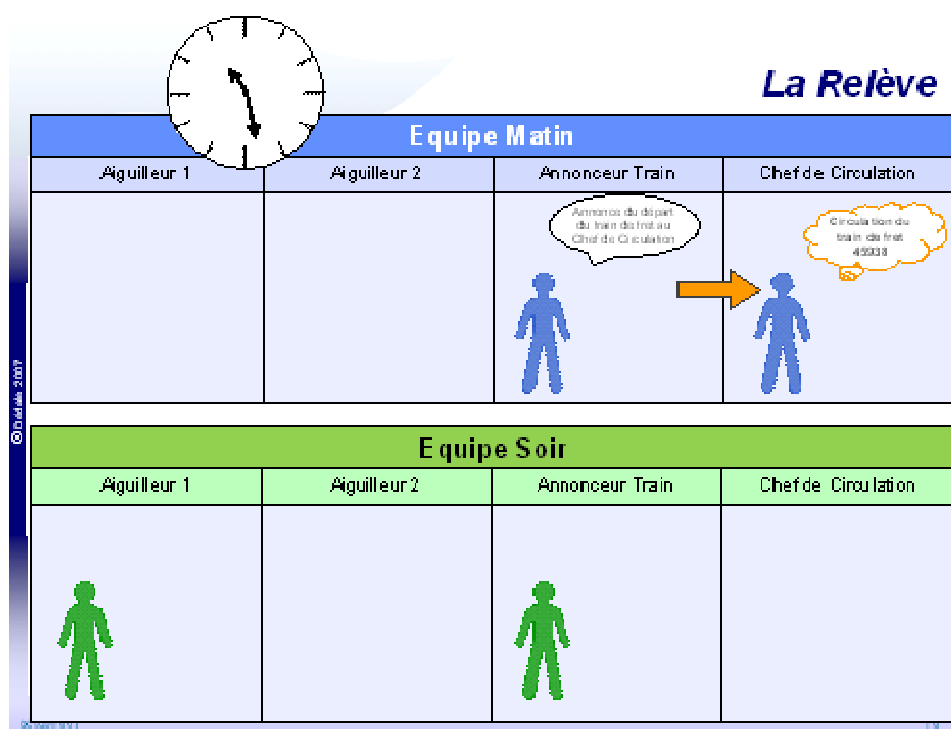 La Relève
Equipe Matin
Aiguilleur 1
Aiguilleur 2
Annonceur Train
Chef de Circulation
Annonce du départ
du train de fret au
Chef de Circulation
Circulation du
train de fret
45938
Equipe Soir
Aiguilleur 1
Aiguilleur 2
Annonceur Train
Chef de Circulation
2007